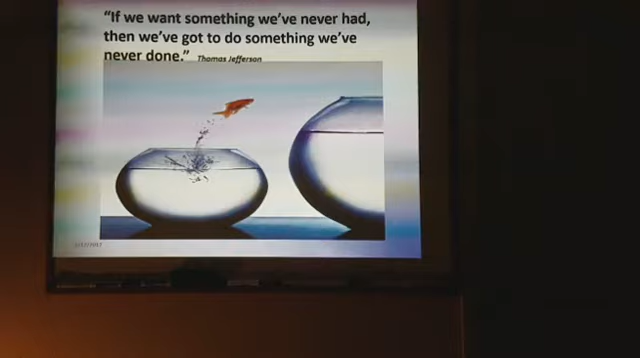 “If we want something we’ve never had,
then we’ve got to do something we’ve
never done.” Thomas Jefferson